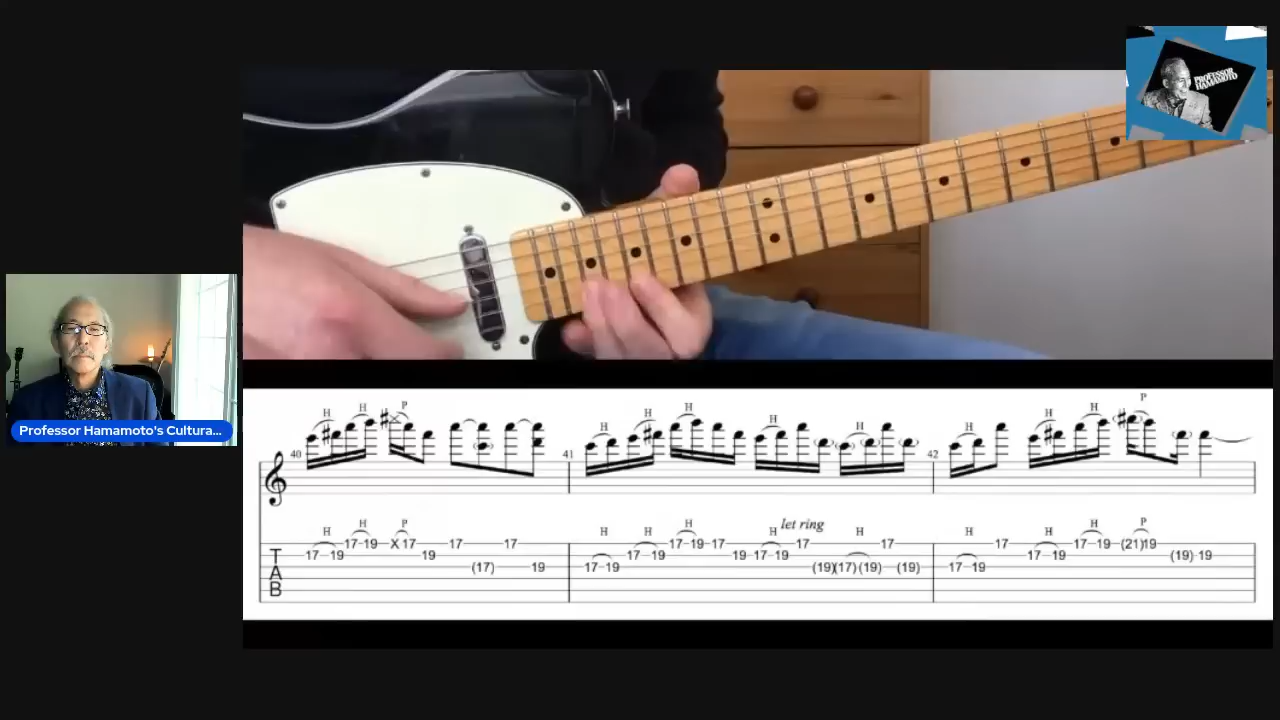 PROFESSOR
HAMAMOTO
Professor Hamamoto's Cultura...
H H P H H H H H H H P
40 41 42
H H P H H H H let ring H H H H P
17 19 17 19 X 17 19 17 (17) 17 19 17 19 17 19 17 19 17 19 17 19 17 (19) (17) (19) 17 (19) 17 19 17 17 19 17 19 (21) 19 (19) 19
T
A
B